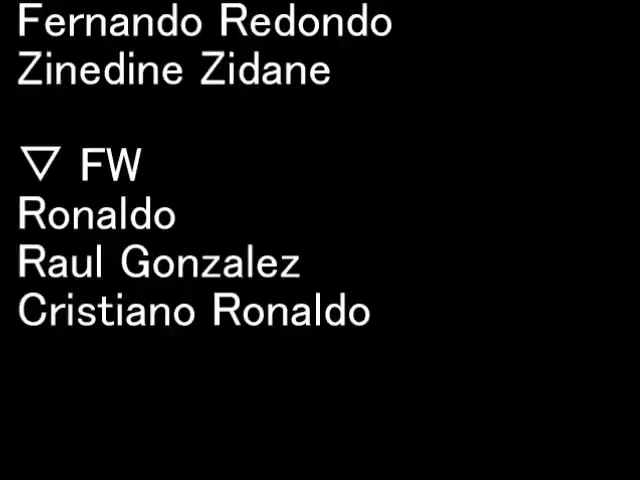 Fernando Redondo
Zinedine Zidane
▽ FW
Ronaldo
Raul Gonzalez
Cristiano Ronaldo